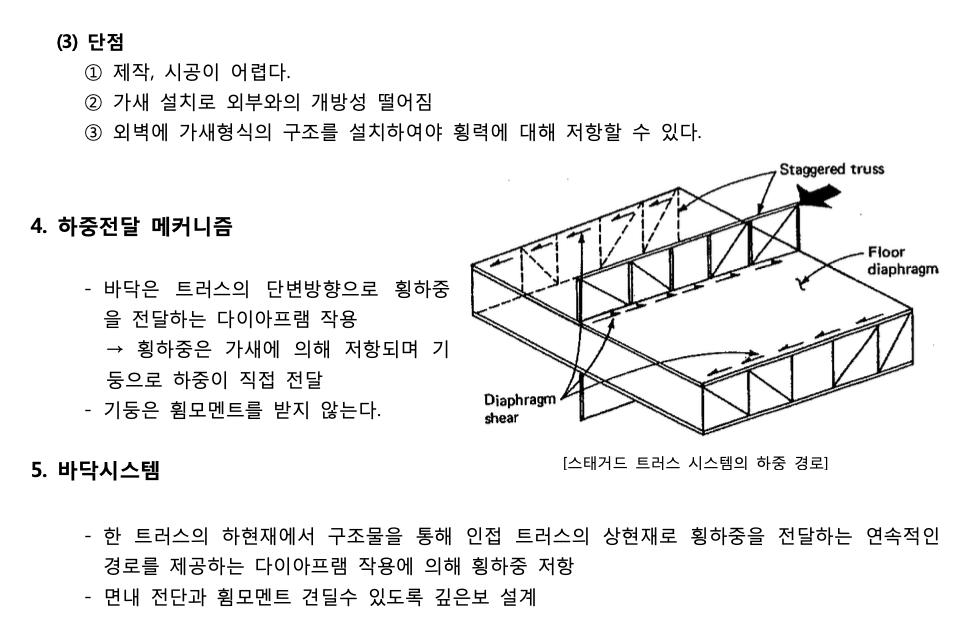 (3) 단점
① 제작, 시공이 어렵다.
② 가새 설치로 외부와의 개방성 떨어짐
③ 외벽에 가새형식의 구조를 설치하여야 횡력에 대해 저항할 수 있다.
4. 하중전달 메커니즘
- 바닥은 트러스의 단변방향으로 횡하중
을 전달하는 다이아프램 작용
→ 횡하중은 가새에 의해 저항되며 기
둥으로 하중이 직접 전달
- 기둥은 휨모멘트를 받지 않는다.
Staggered truss
Floor
diaphragm
Diaphragm
shear
[스태거드 트러스 시스템의 하중 경로]
5. 바닥시스템
- 한 트러스의 하현재에서 구조물을 통해 인접 트러스의 상현재로 횡하중을 전달하는 연속적인
경로를 제공하는 다이아프램 작용에 의해 횡하중 저항
- 면내 전단과 휨모멘트 견딜수 있도록 깊은보 설계